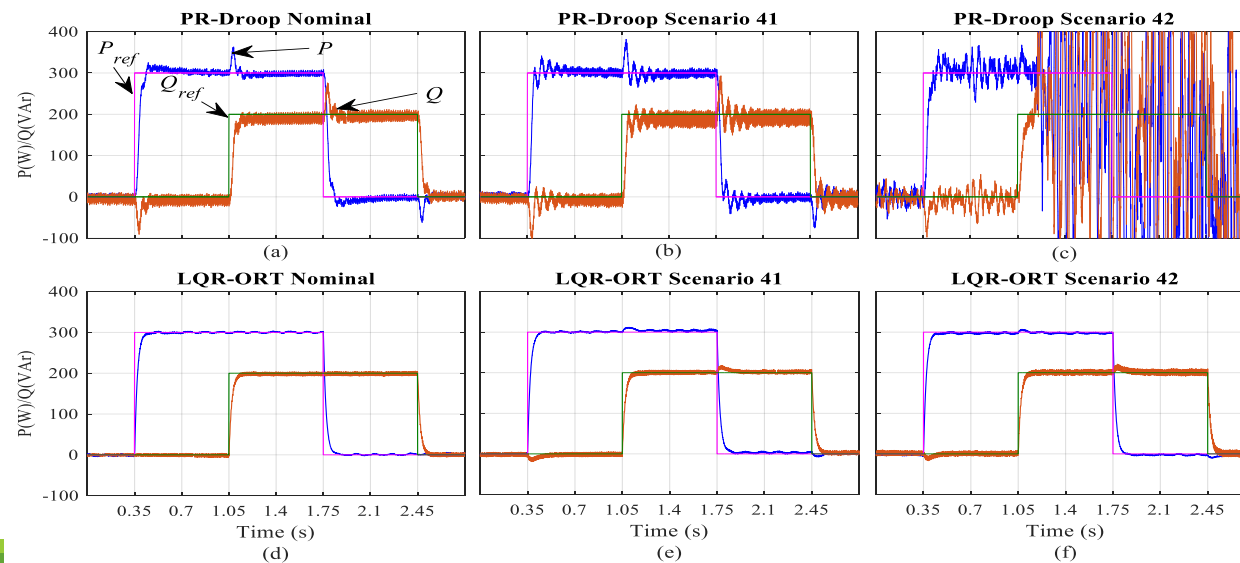 PR-Droop Nominal
PR-Droop Scenario 41
PR-Droop Scenario 42
P(W)/Q(VAr)
400
300
200
100
0
-100
P_ref
P
Q_ref
Q
(a)
(b)
(c)
LQR-ORT Nominal
LQR-ORT Scenario 41
LQR-ORT Scenario 42
P(W)/Q(VAr)
400
300
200
100
0
-100
0.35 0.7 1.05 1.4 1.75 2.1 2.45
Time (s)
(d)
0.35 0.7 1.05 1.4 1.75 2.1 2.45
Time (s)
(e)
0.35 0.7 1.05 1.4 1.75 2.1 2.45
Time (s)
(f)